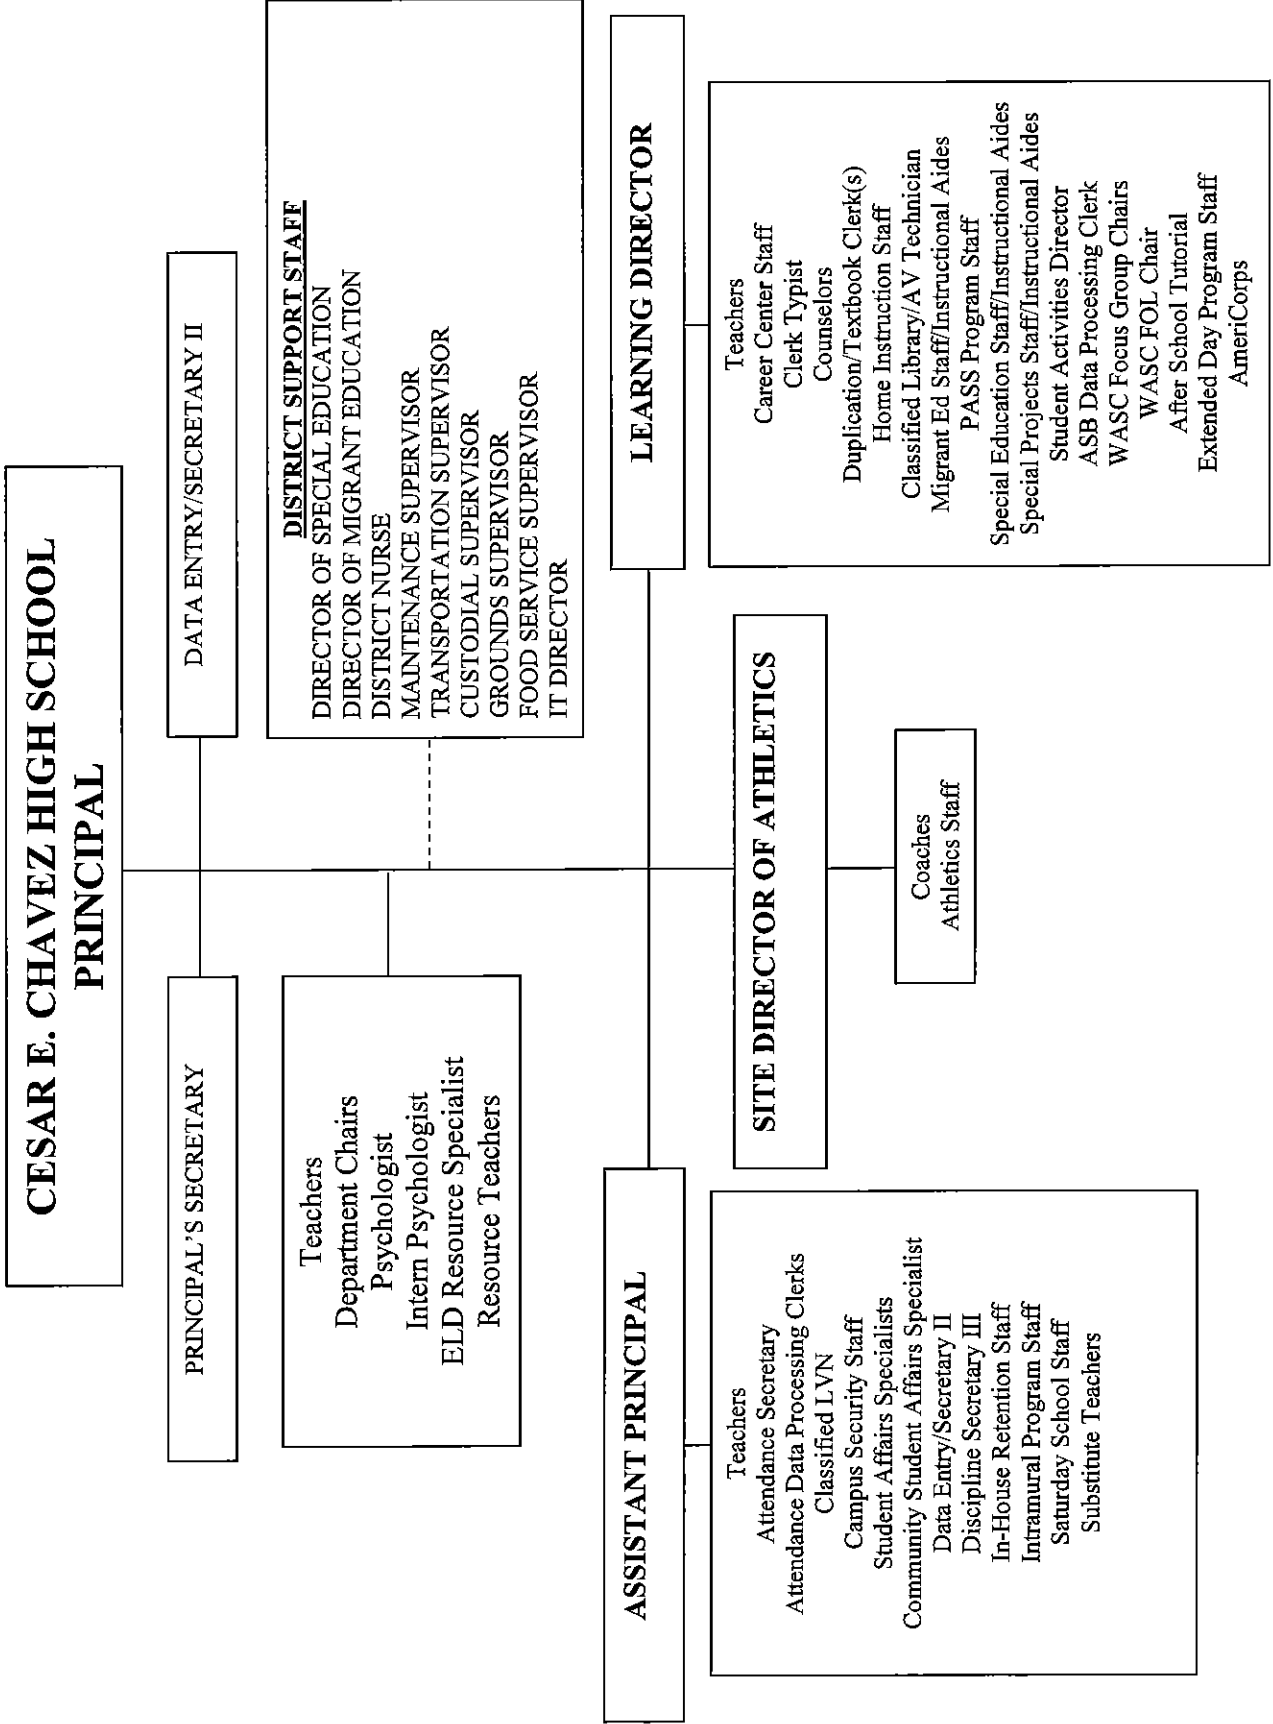 CESAR E. CHAVEZ HIGH SCHOOL
PRINCIPAL
PRINCIPAL'S SECRETARY
DATA ENTRY/SECRETARY II
Teachers
Department Chairs
Psychologist
Intern Psychologist
ELD Resource Specialist
Resource Teachers
DISTRICT SUPPORT STAFF
DIRECTOR OF SPECIAL EDUCATION
DIRECTOR OF MIGRANT EDUCATION
DISTRICT NURSE
MAINTENANCE SUPERVISOR
TRANSPORTATION SUPERVISOR
CUSTODIAL SUPERVISOR
GROUNDS SUPERVISOR
FOOD SERVICE SUPERVISOR
IT DIRECTOR
ASSISTANT PRINCIPAL
Teachers
Attendance Secretary
Attendance Data Processing Clerks
Classified LVN
Campus Security Staff
Student Affairs Specialists
Community Student Affairs Specialist
Data Entry/Secretary II
Discipline Secretary III
In-House Retention Staff
Intramural Program Staff
Saturday School Staff
Substitute Teachers
SITE DIRECTOR OF ATHLETICS
Coaches
Athletics Staff
LEARNING DIRECTOR
Teachers
Career Center Staff
Clerk Typist
Counselors
Duplication/Textbook Clerk(s)
Home Instruction Staff
Classified Library/AV Technician
Migrant Ed Staff/Instructional Aides
PASS Program Staff
Special Education Staff/Instructional Aides
Special Projects Staff/Instructional Aides
Student Activities Director
ASB Data Processing Clerk
WASC Focus Group Chairs
WASC FOL Chair
After School Tutorial
Extended Day Program Staff
AmeriCorps